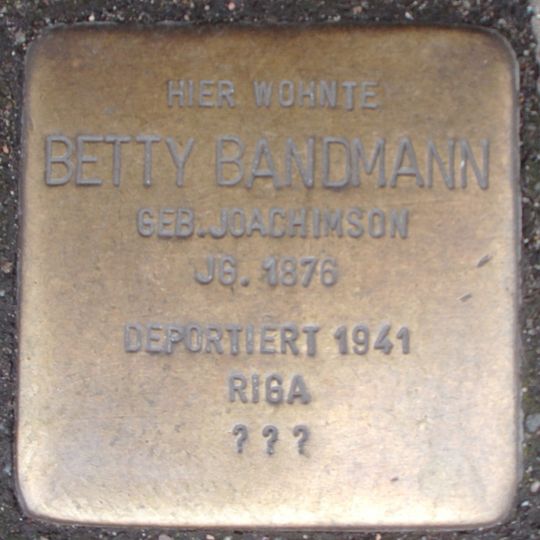 HIER WOHNTE
BETTY BANDMANN
GEB.JOACHIMSON
JG. 1876
DEPORTIERT 1941
RIGA
? ? ?